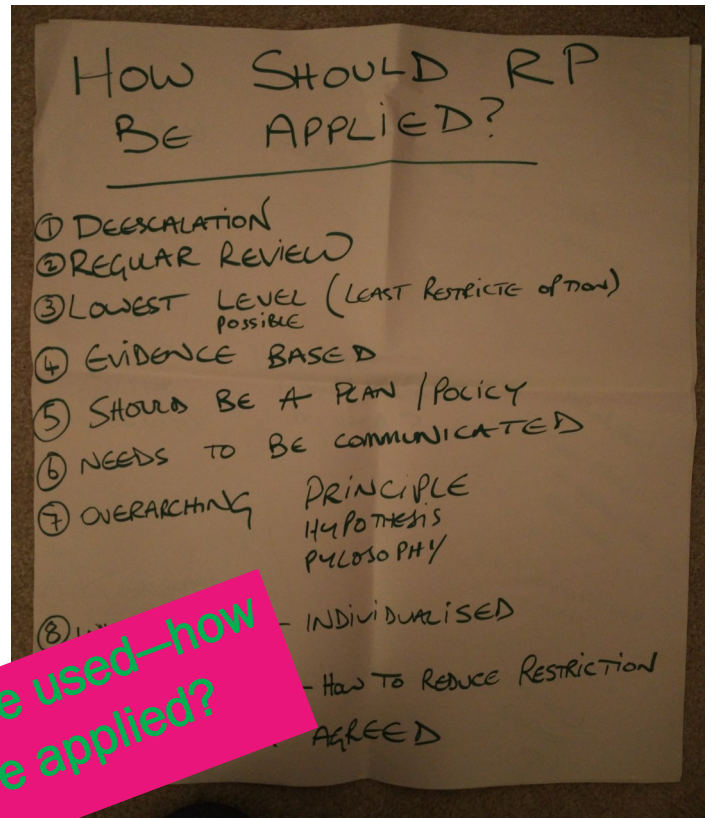 HOW SHOULD RP
BE APPLIED?
① DEESCALATION
② REGULAR REVIEW
③ LOWEST LEVEL (LEAST RESTRICTE OPTION)
POSSIBLE
④ EVIDENCE BASED
⑤ SHOULD BE A PLAN / POLICY
⑥ NEEDS TO BE COMMUNICATED
⑦ OVERARCHING PRINCIPLE
HYPOTHESIS
PYLOSOPHY
⑧ - INDIVIDUALISED
- HOW TO REDUCE RESTRICTION
AGREED
e used—how
e applied?